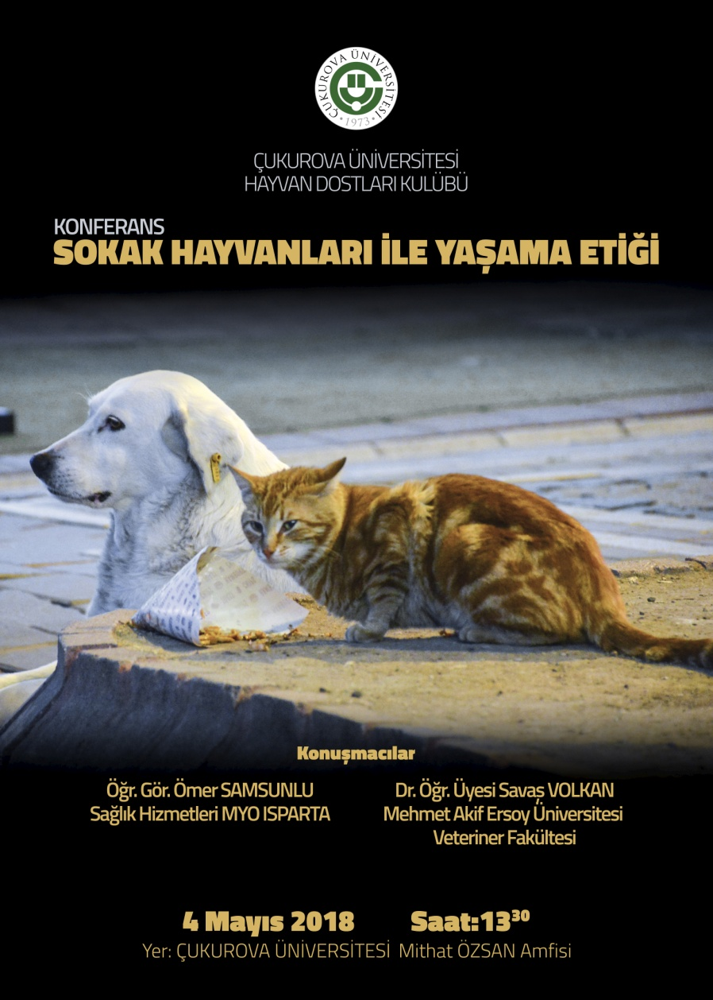 ÇUKUROVA ÜNİVERSİTESİ
• 1973 •
ÇUKUROVA ÜNİVERSİTESİ
HAYVAN DOSTLARI KULÜBÜ
KONFERANS
SOKAK HAYVANLARI İLE YAŞAMA ETİĞİ
Konuşmacılar
Öğr. Gör. Ömer SAMSUNLU
Sağlık Hizmetleri MYO ISPARTA
Dr. Öğr. Üyesi Savaş VOLKAN
Mehmet Akif Ersoy Üniversitesi
Veteriner Fakültesi
4 Mayıs 2018 Saat:13³⁰
Yer: ÇUKUROVA ÜNİVERSİTESİ Mithat ÖZSAN Amfisi